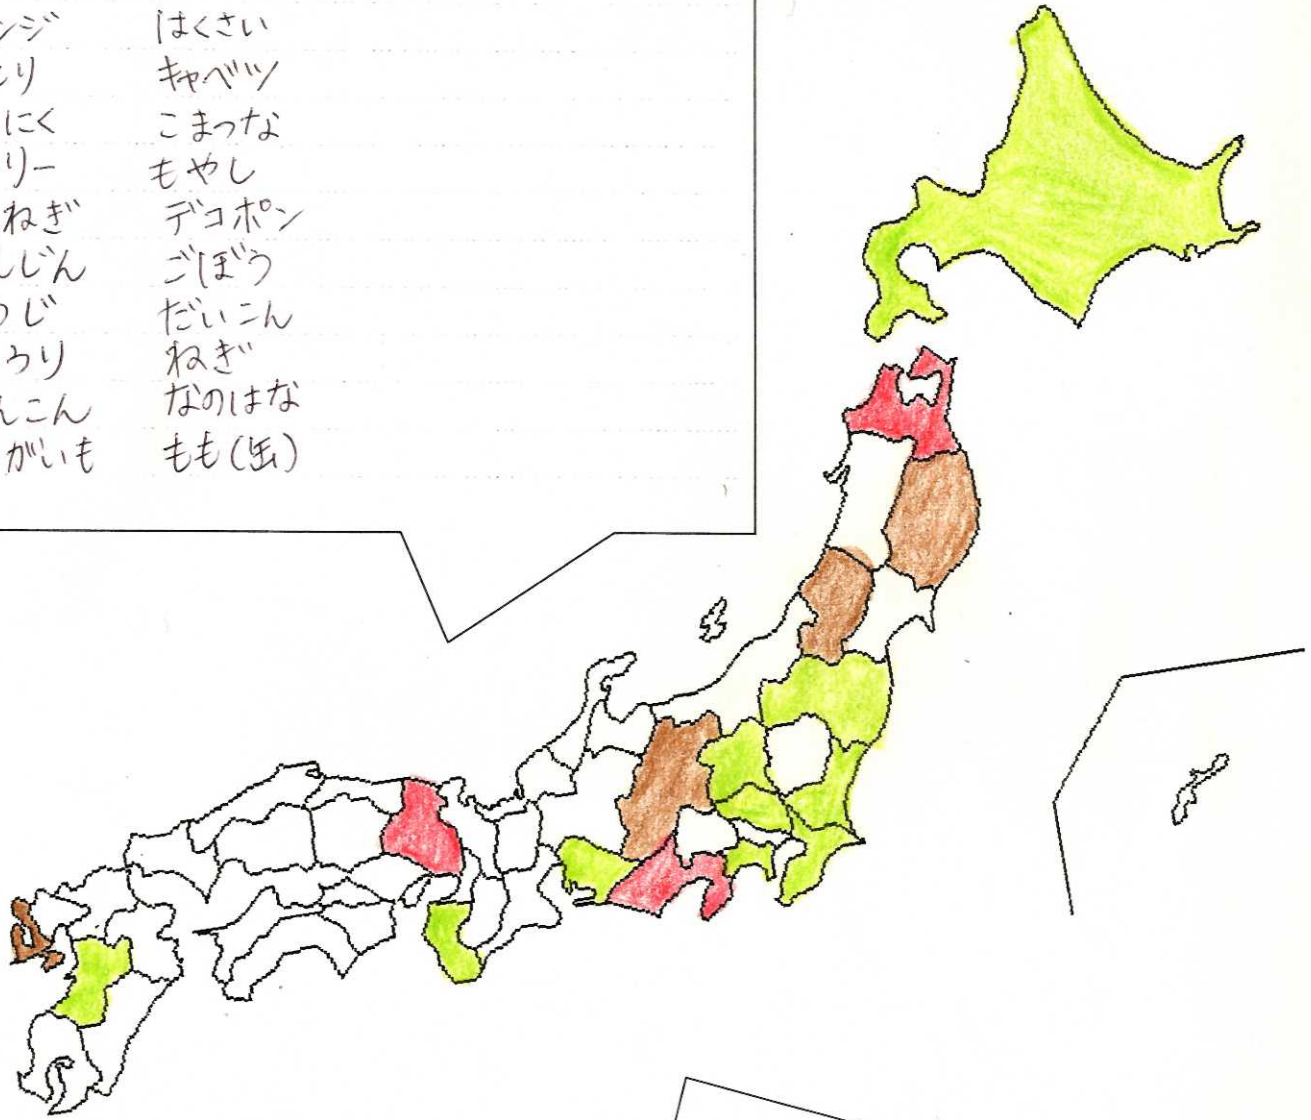 ンジ はくさい
り キャベツ
にく こまつな
リー もやし
ねぎ デコポン
んじん ごぼう
つじ だいこん
うり ねぎ
んこん なのはな
がいも もも(缶)